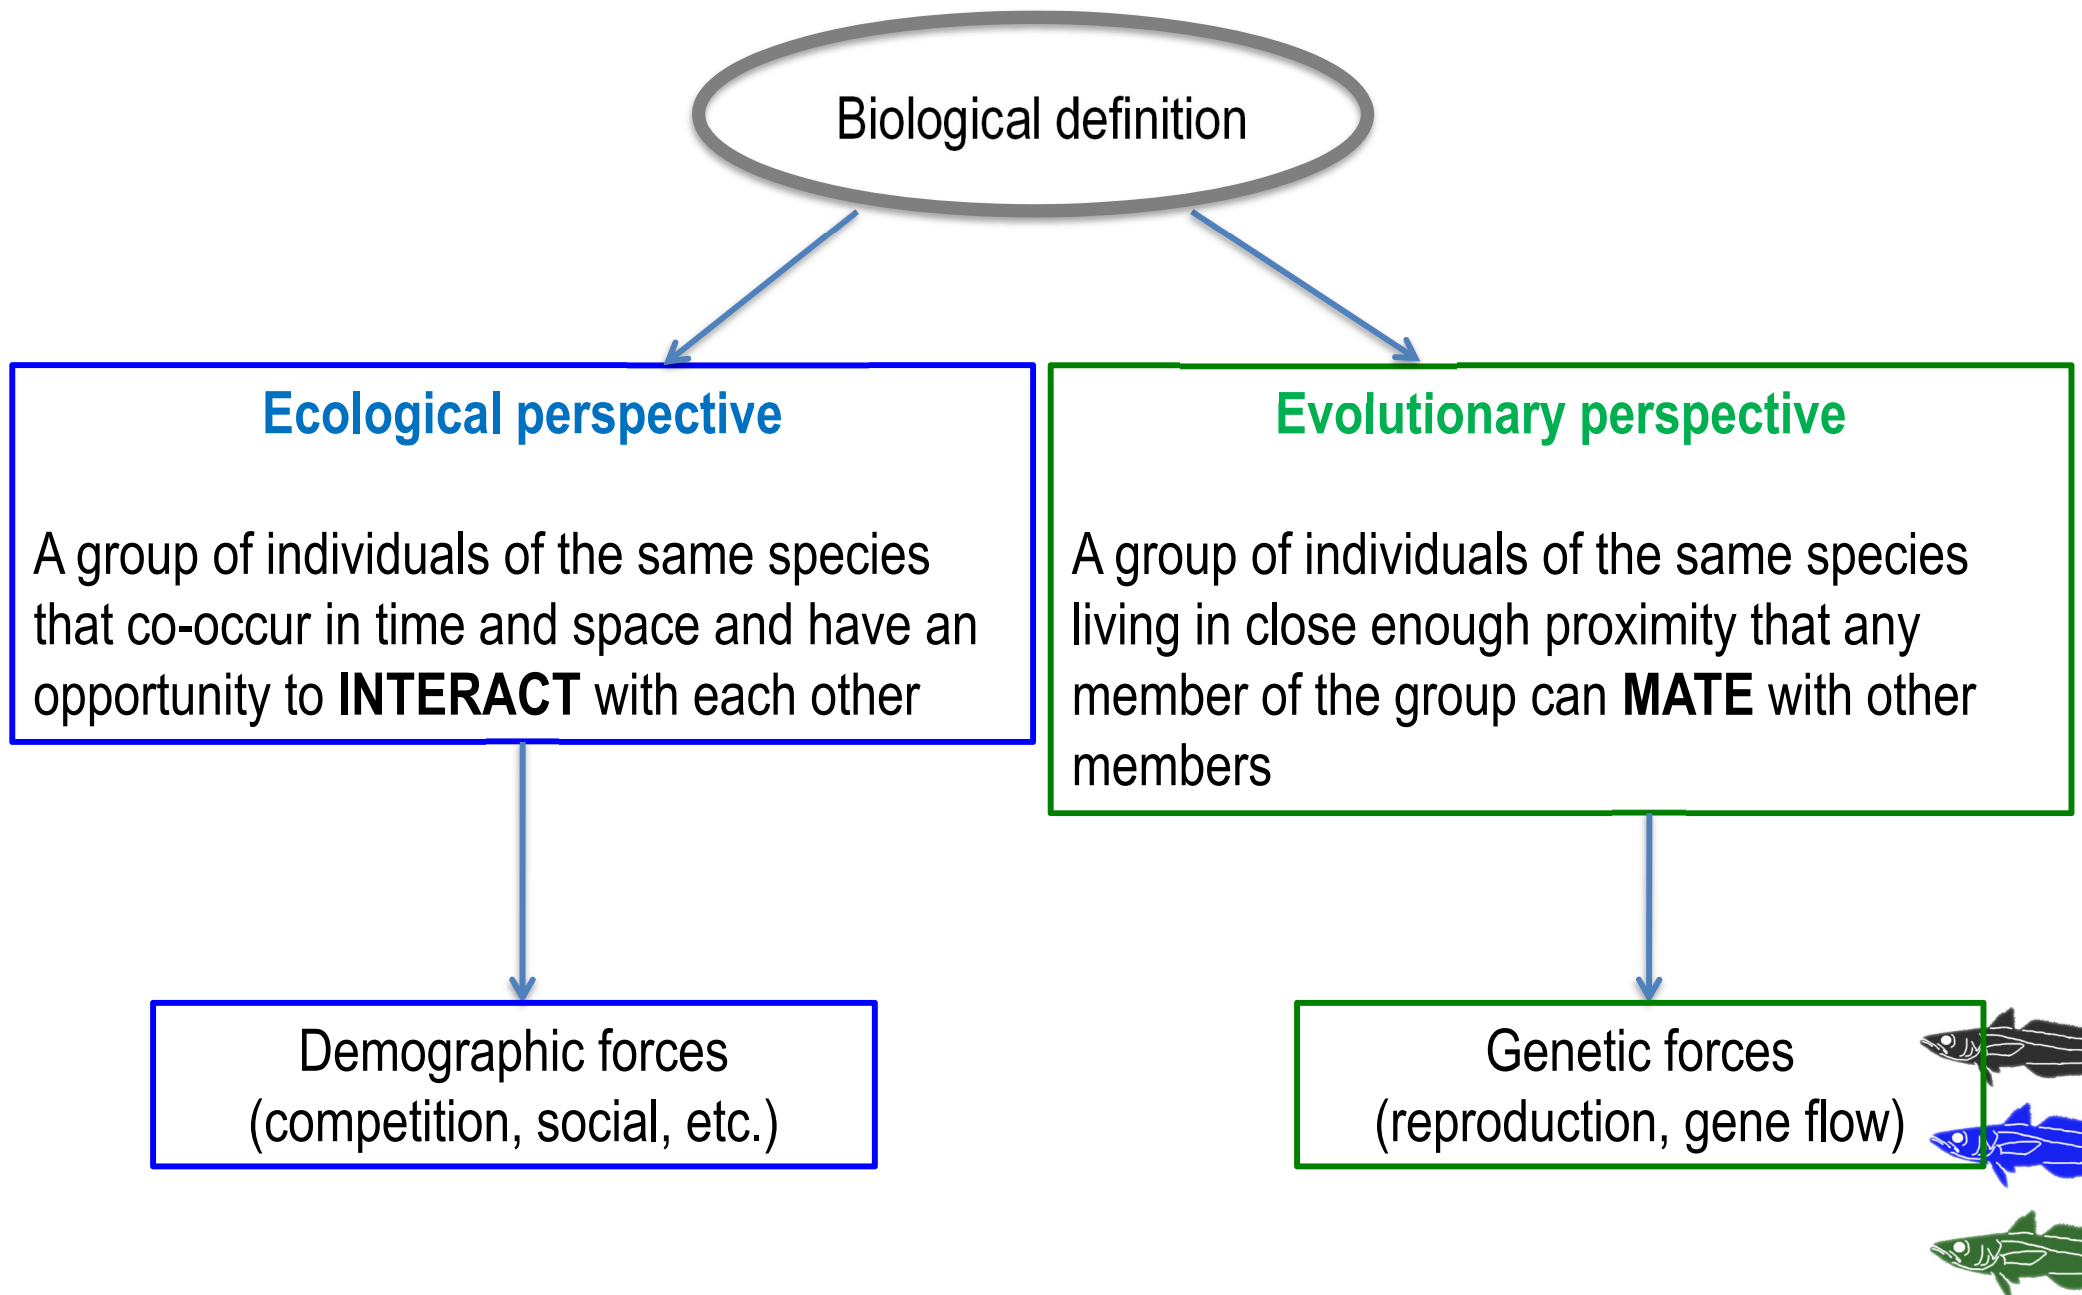 Biological definition
Ecological perspective
A group of individuals of the same species
that co-occur in time and space and have an
opportunity to INTERACT with each other
Evolutionary perspective
A group of individuals of the same species
living in close enough proximity that any
member of the group can MATE with other
members
Demographic forces
(competition, social, etc.)
Genetic forces
(reproduction, gene flow)